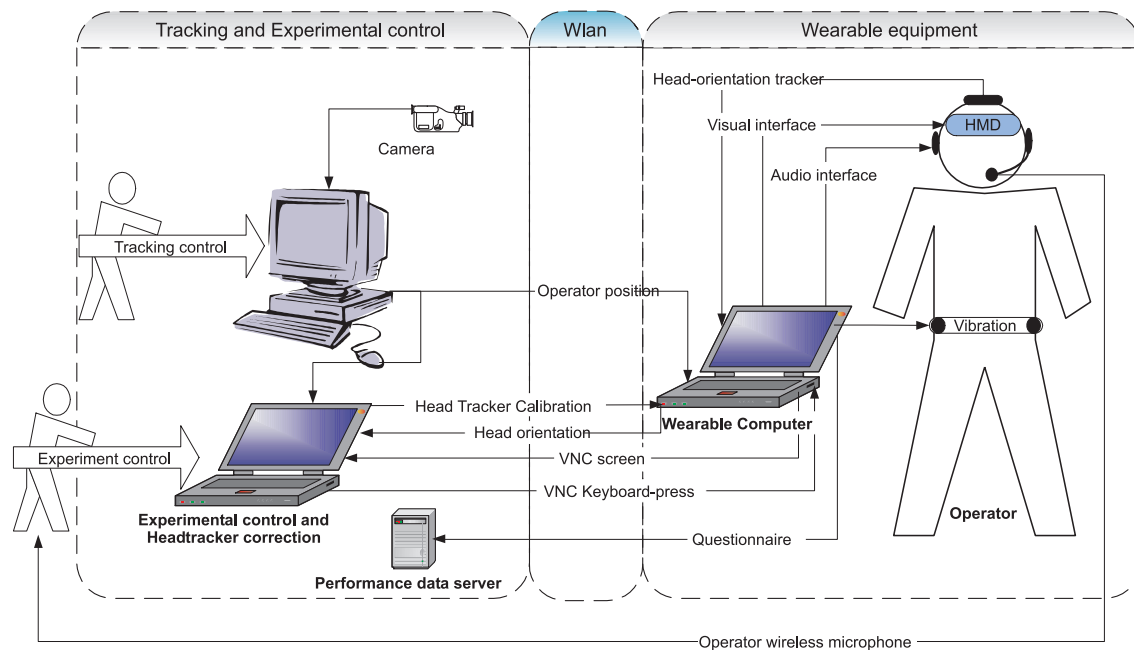 Tracking and Experimental control
Wlan
Wearable equipment
Head-orientation tracker
Visual interface
HMD
Camera
Audio interface
Tracking control
Operator position
Vibration
Head Tracker Calibration
Wearable Computer
Head orientation
Experiment control
VNC screen
VNC Keyboard-press
Experimental control and
Headtracker correction
Operator
Questionnaire
Performance data server
Operator wireless microphone